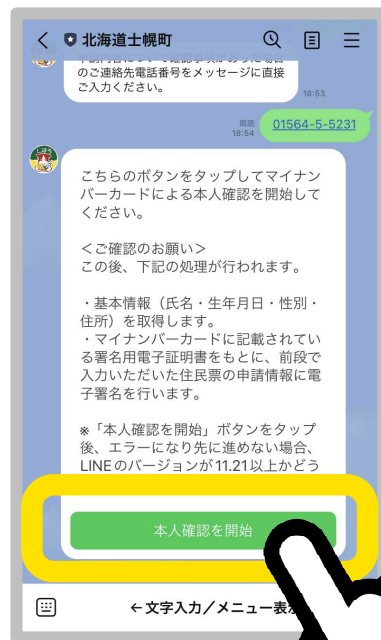 北海道士幌町
のご連絡先電話番号をメッセージに直接
ご入力ください。
18:53
既読
18:54
01564-5-5231
こちらのボタンをタップしてマイナン
バーカードによる本人確認を開始して
ください。
＜ご確認のお願い＞
この後、下記の処理が行われます。
・基本情報（氏名・生年月日・性別・
住所）を取得します。
・マイナンバーカードに記載されてい
る署名用電子証明書をもとに、前段で
入力いただいた住民票の申請情報に電
子署名を行います。
※「本人確認を開始」ボタンをタップ
後、エラーになり先に進めない場合、
LINEのバージョンが11.21以上かどう
本人確認を開始
←文字入力／メニュー表